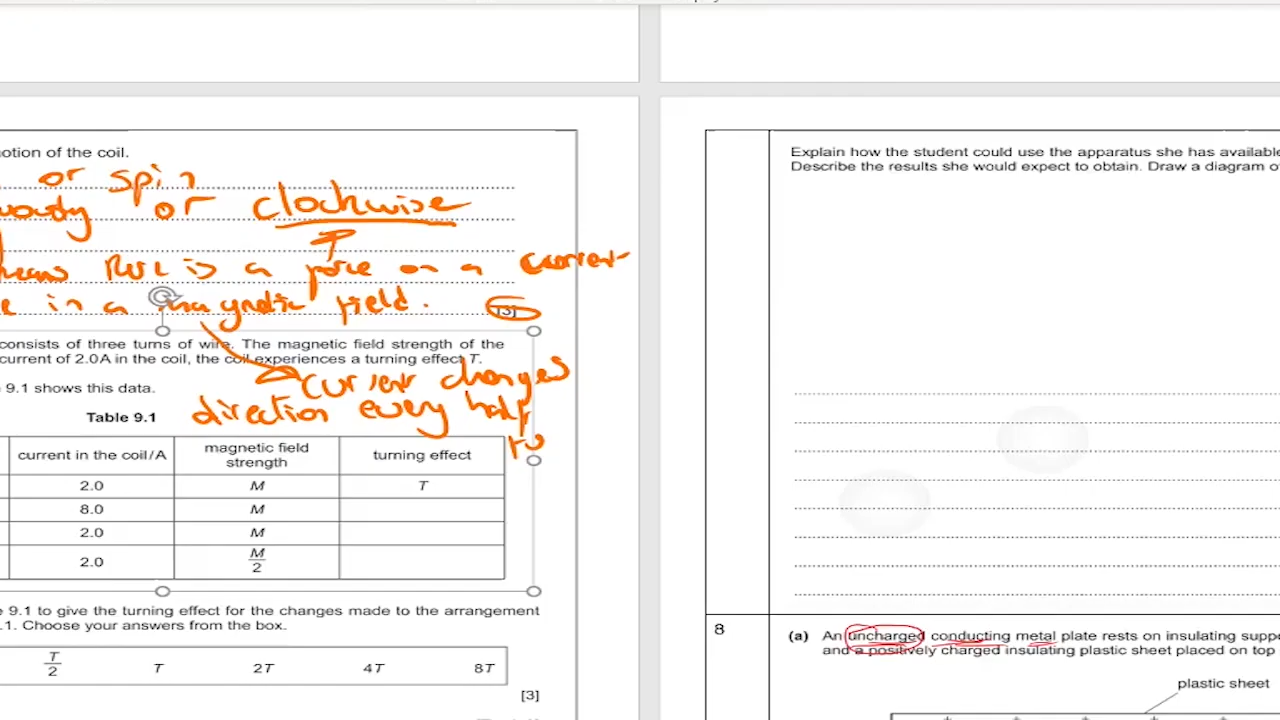 otion of the coil.
or spin
or clockwise
is a force on a current
in a magnetic field.
[3]
consists of three turns of wire. The magnetic field strength of the
current of 2.0A in the coil, the coil experiences a turning effect T.
9.1 shows this data.
current changes
direction every half
Table 9.1
current in the coil/A magnetic field strength turning effect
2.0 M T
8.0 M
2.0 M
2.0 M/2
9.1 to give the turning effect for the changes made to the arrangement
.1. Choose your answers from the box.
T/2 T 2T 4T 8T
[3]
Explain how the student could use the apparatus she has available
Describe the results she would expect to obtain. Draw a diagram o
8
(a) An uncharged conducting metal plate rests on insulating supp
and a positively charged insulating plastic sheet placed on top
plastic sheet